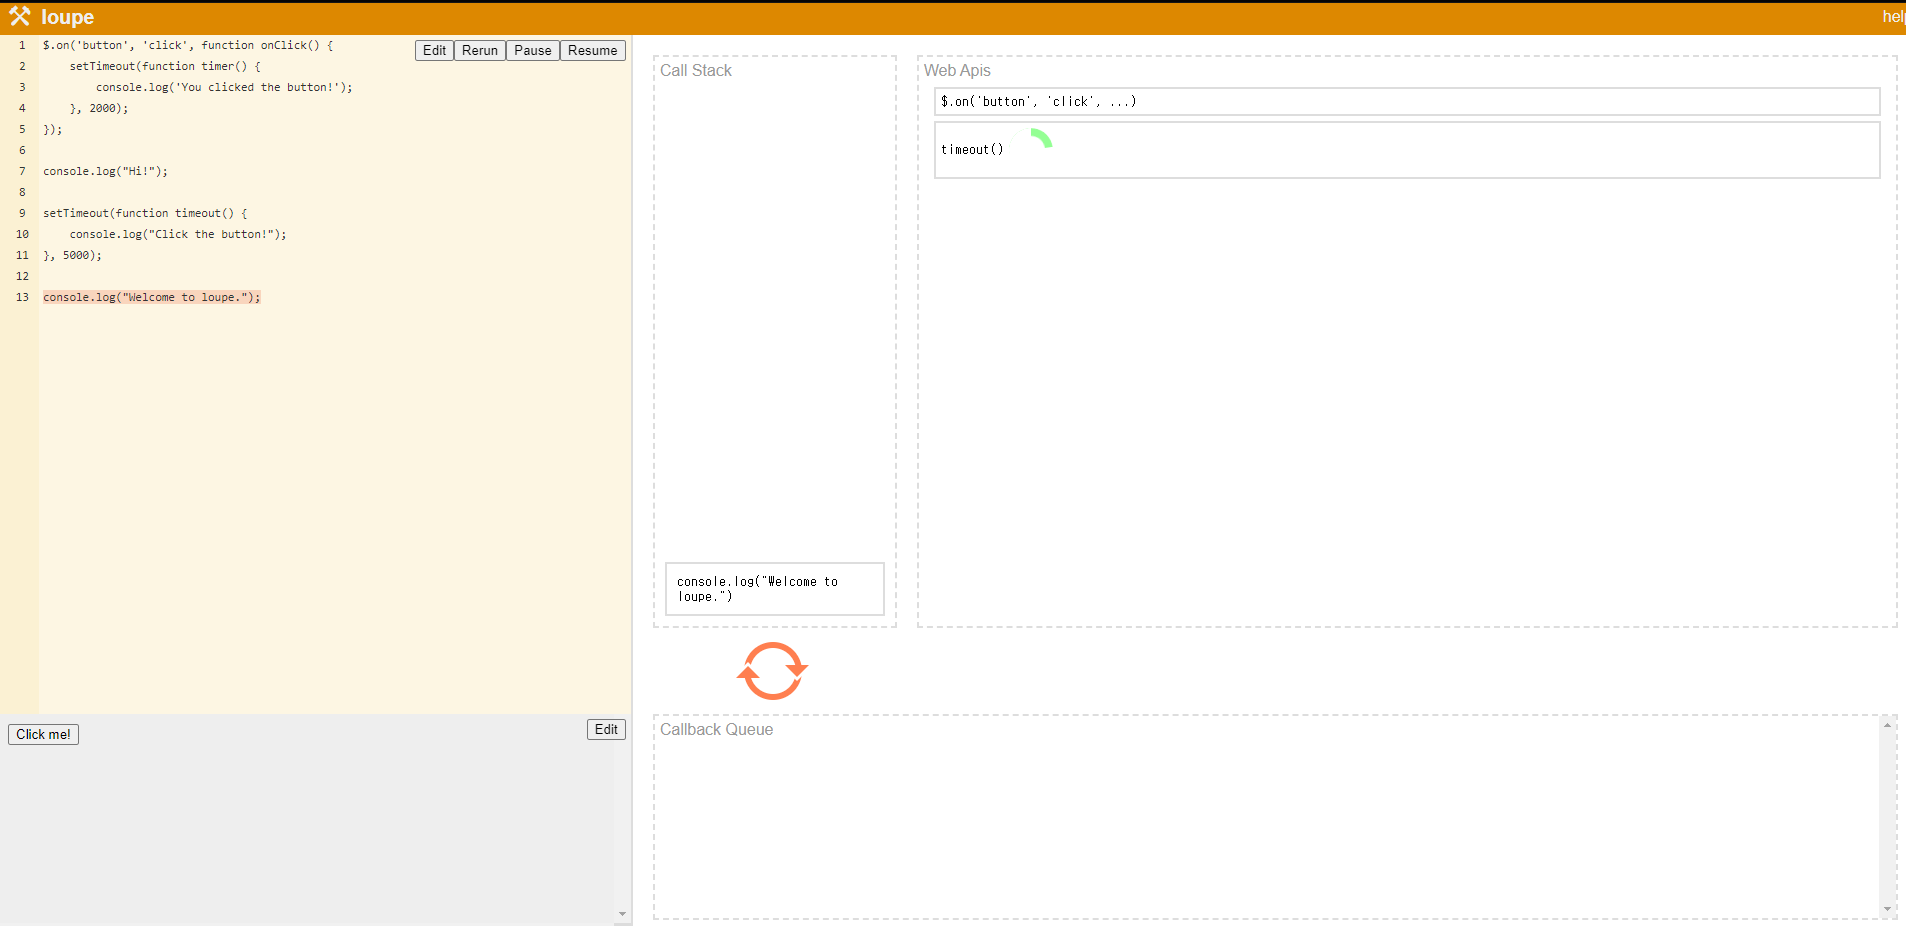 loupe
hel
Edit Rerun Pause Resume
1 $.on('button', 'click', function onClick() {
2     setTimeout(function timer() {
3         console.log('You clicked the button!');
4     }, 2000);
5 });
6
7 console.log("Hi!");
8
9 setTimeout(function timeout() {
10     console.log("Click the button!");
11 }, 5000);
12
13 console.log("Welcome to loupe.");
Click me!
Edit
Call Stack
console.log("Welcome to
loupe.")
Web Apis
$.on('button', 'click', ...)
timeout()
Callback Queue